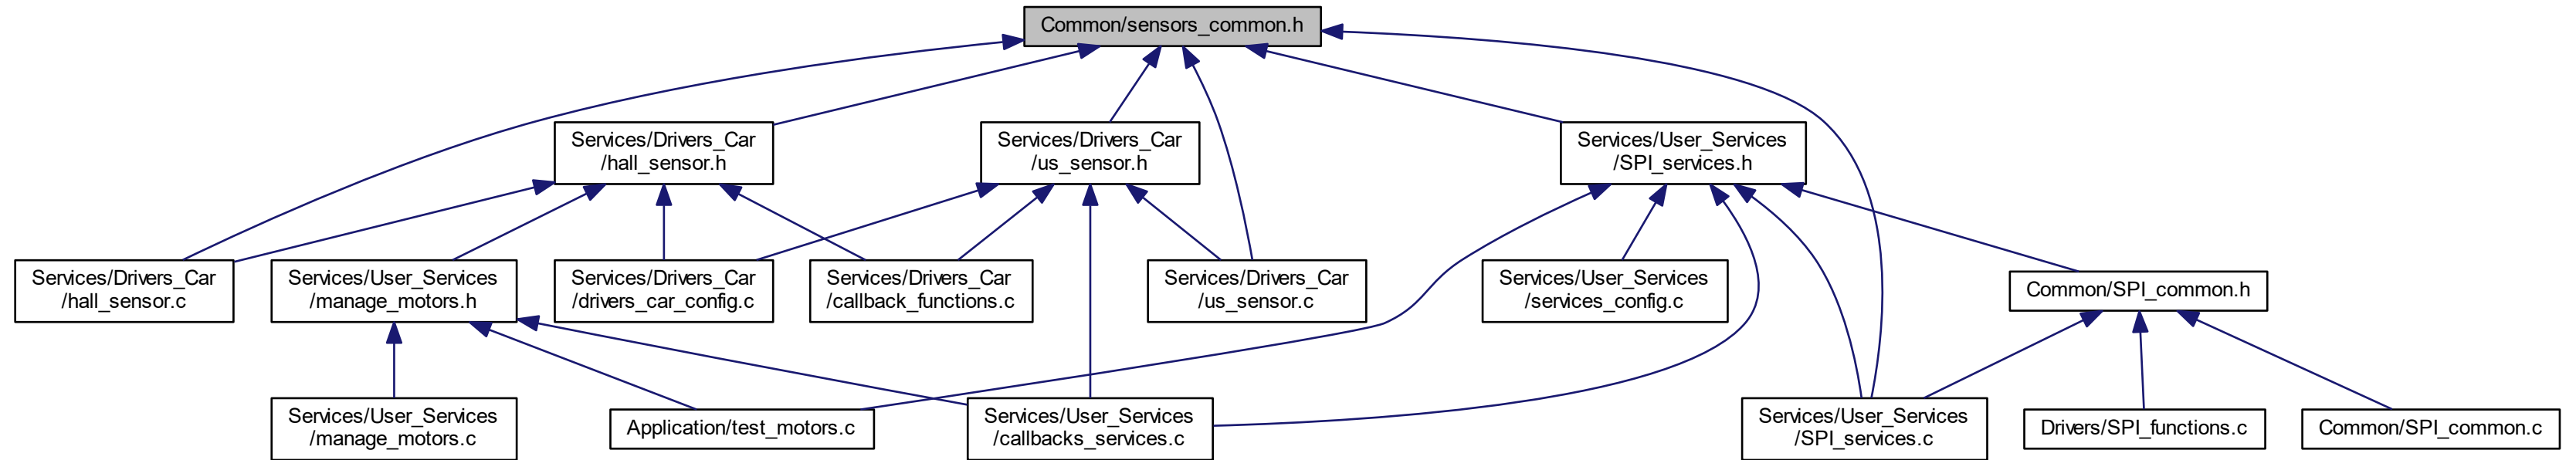 Common/sensors_common.h
Services/Drivers_Car
/hall_sensor.h
Services/Drivers_Car
/us_sensor.h
Services/User_Services
/SPI_services.h
Services/Drivers_Car
/hall_sensor.c
Services/User_Services
/manage_motors.h
Services/Drivers_Car
/drivers_car_config.c
Services/Drivers_Car
/callback_functions.c
Services/Drivers_Car
/us_sensor.c
Services/User_Services
/services_config.c
Common/SPI_common.h
Services/User_Services
/manage_motors.c
Application/test_motors.c
Services/User_Services
/callbacks_services.c
Services/User_Services
/SPI_services.c
Drivers/SPI_functions.c
Common/SPI_common.c